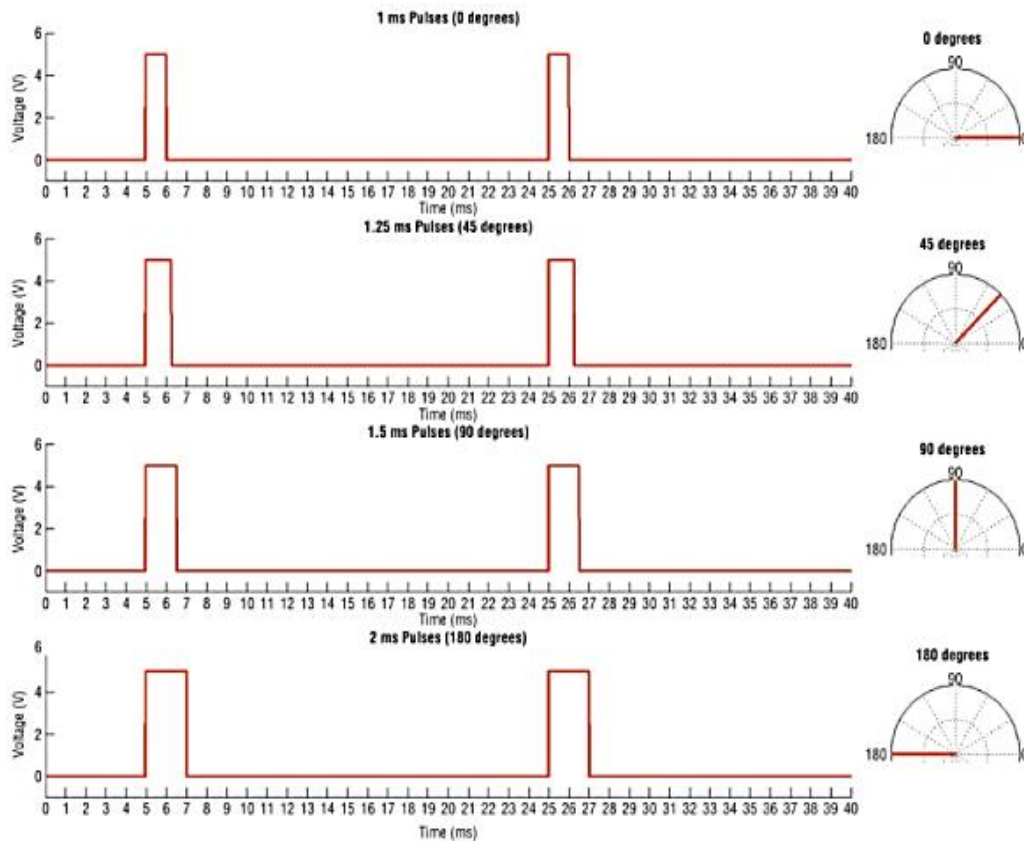 1 ms Pulses (0 degrees)
6
4
2
0
Voltage (V)
0 1 2 3 4 5 6 7 8 9 10 11 12 13 14 15 16 17 18 19 20 21 22 23 24 25 26 27 28 29 30 31 32 33 34 35 36 37 38 39 40
Time (ms)
0 degrees
90
180
0
1.25 ms Pulses (45 degrees)
6
4
2
0
Voltage (V)
0 1 2 3 4 5 6 7 8 9 10 11 12 13 14 15 16 17 18 19 20 21 22 23 24 25 26 27 28 29 30 31 32 33 34 35 36 37 38 39 40
Time (ms)
45 degrees
90
180
0
1.5 ms Pulses (90 degrees)
6
4
2
0
Voltage (V)
0 1 2 3 4 5 6 7 8 9 10 11 12 13 14 15 16 17 18 19 20 21 22 23 24 25 26 27 28 29 30 31 32 33 34 35 36 37 38 39 40
Time (ms)
90 degrees
90
180
0
2 ms Pulses (180 degrees)
6
4
2
0
Voltage (V)
0 1 2 3 4 5 6 7 8 9 10 11 12 13 14 15 16 17 18 19 20 21 22 23 24 25 26 27 28 29 30 31 32 33 34 35 36 37 38 39 40
Time (ms)
180 degrees
90
180
0